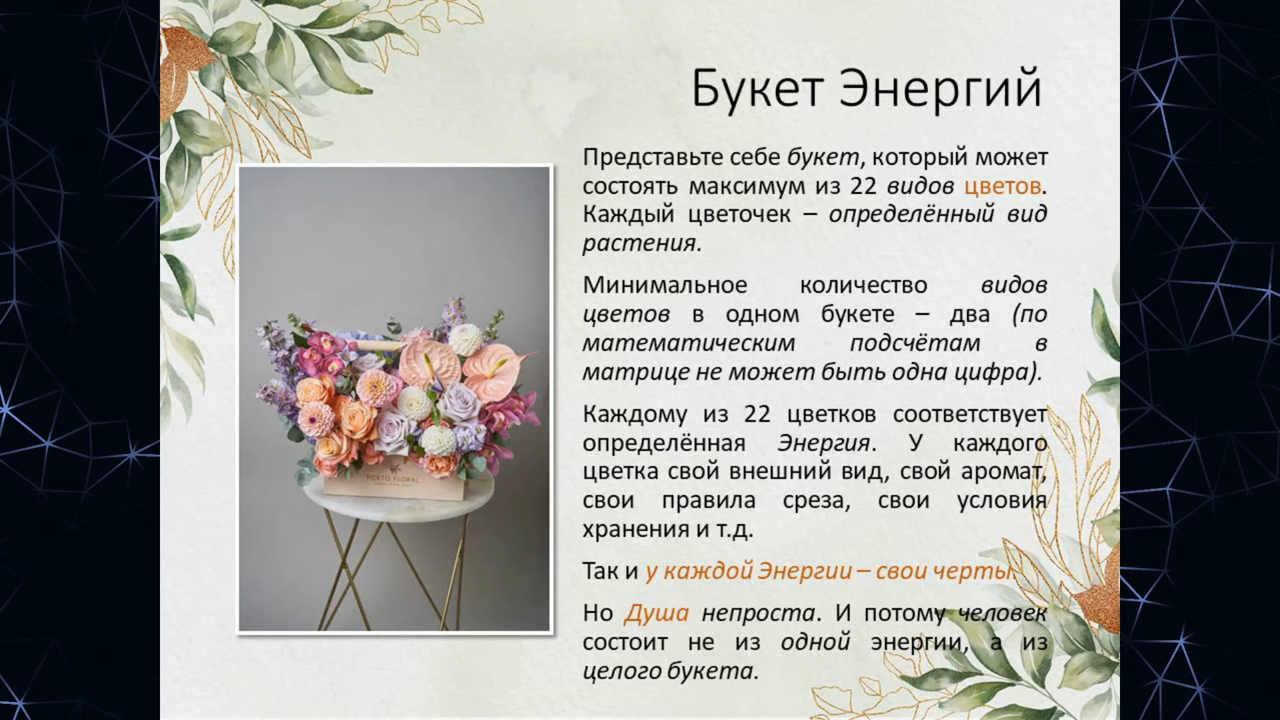 Букет Энергий
Представьте себе букет, который может
состоять максимум из 22 видов цветов.
Каждый цветочек – определённый вид
растения.
Минимальное количество видов
цветов в одном букете – два (по
математическим подсчётам в
матрице не может быть одна цифра).
Каждому из 22 цветков соответствует
определённая Энергия. У каждого
цветка свой внешний вид, свой аромат,
свои правила среза, свои условия
хранения и т.д.
Так и у каждой Энергии – свои черты.
Но Душа непроста. И потому человек
состоит не из одной энергии, а из
целого букета.
PORTO FLORAL